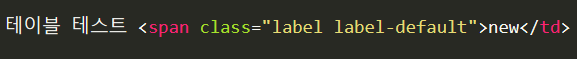 테이블 테스트 <span class="label label-default">new</td>